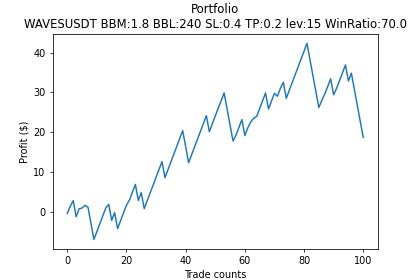 Portfolio
WAVESUSDT BBM:1.8 BBL:240 SL:0.4 TP:0.2 lev:15 WinRatio:70.0
Profit ($)
40
30
20
10
0
0 20 40 60 80 100
Trade counts